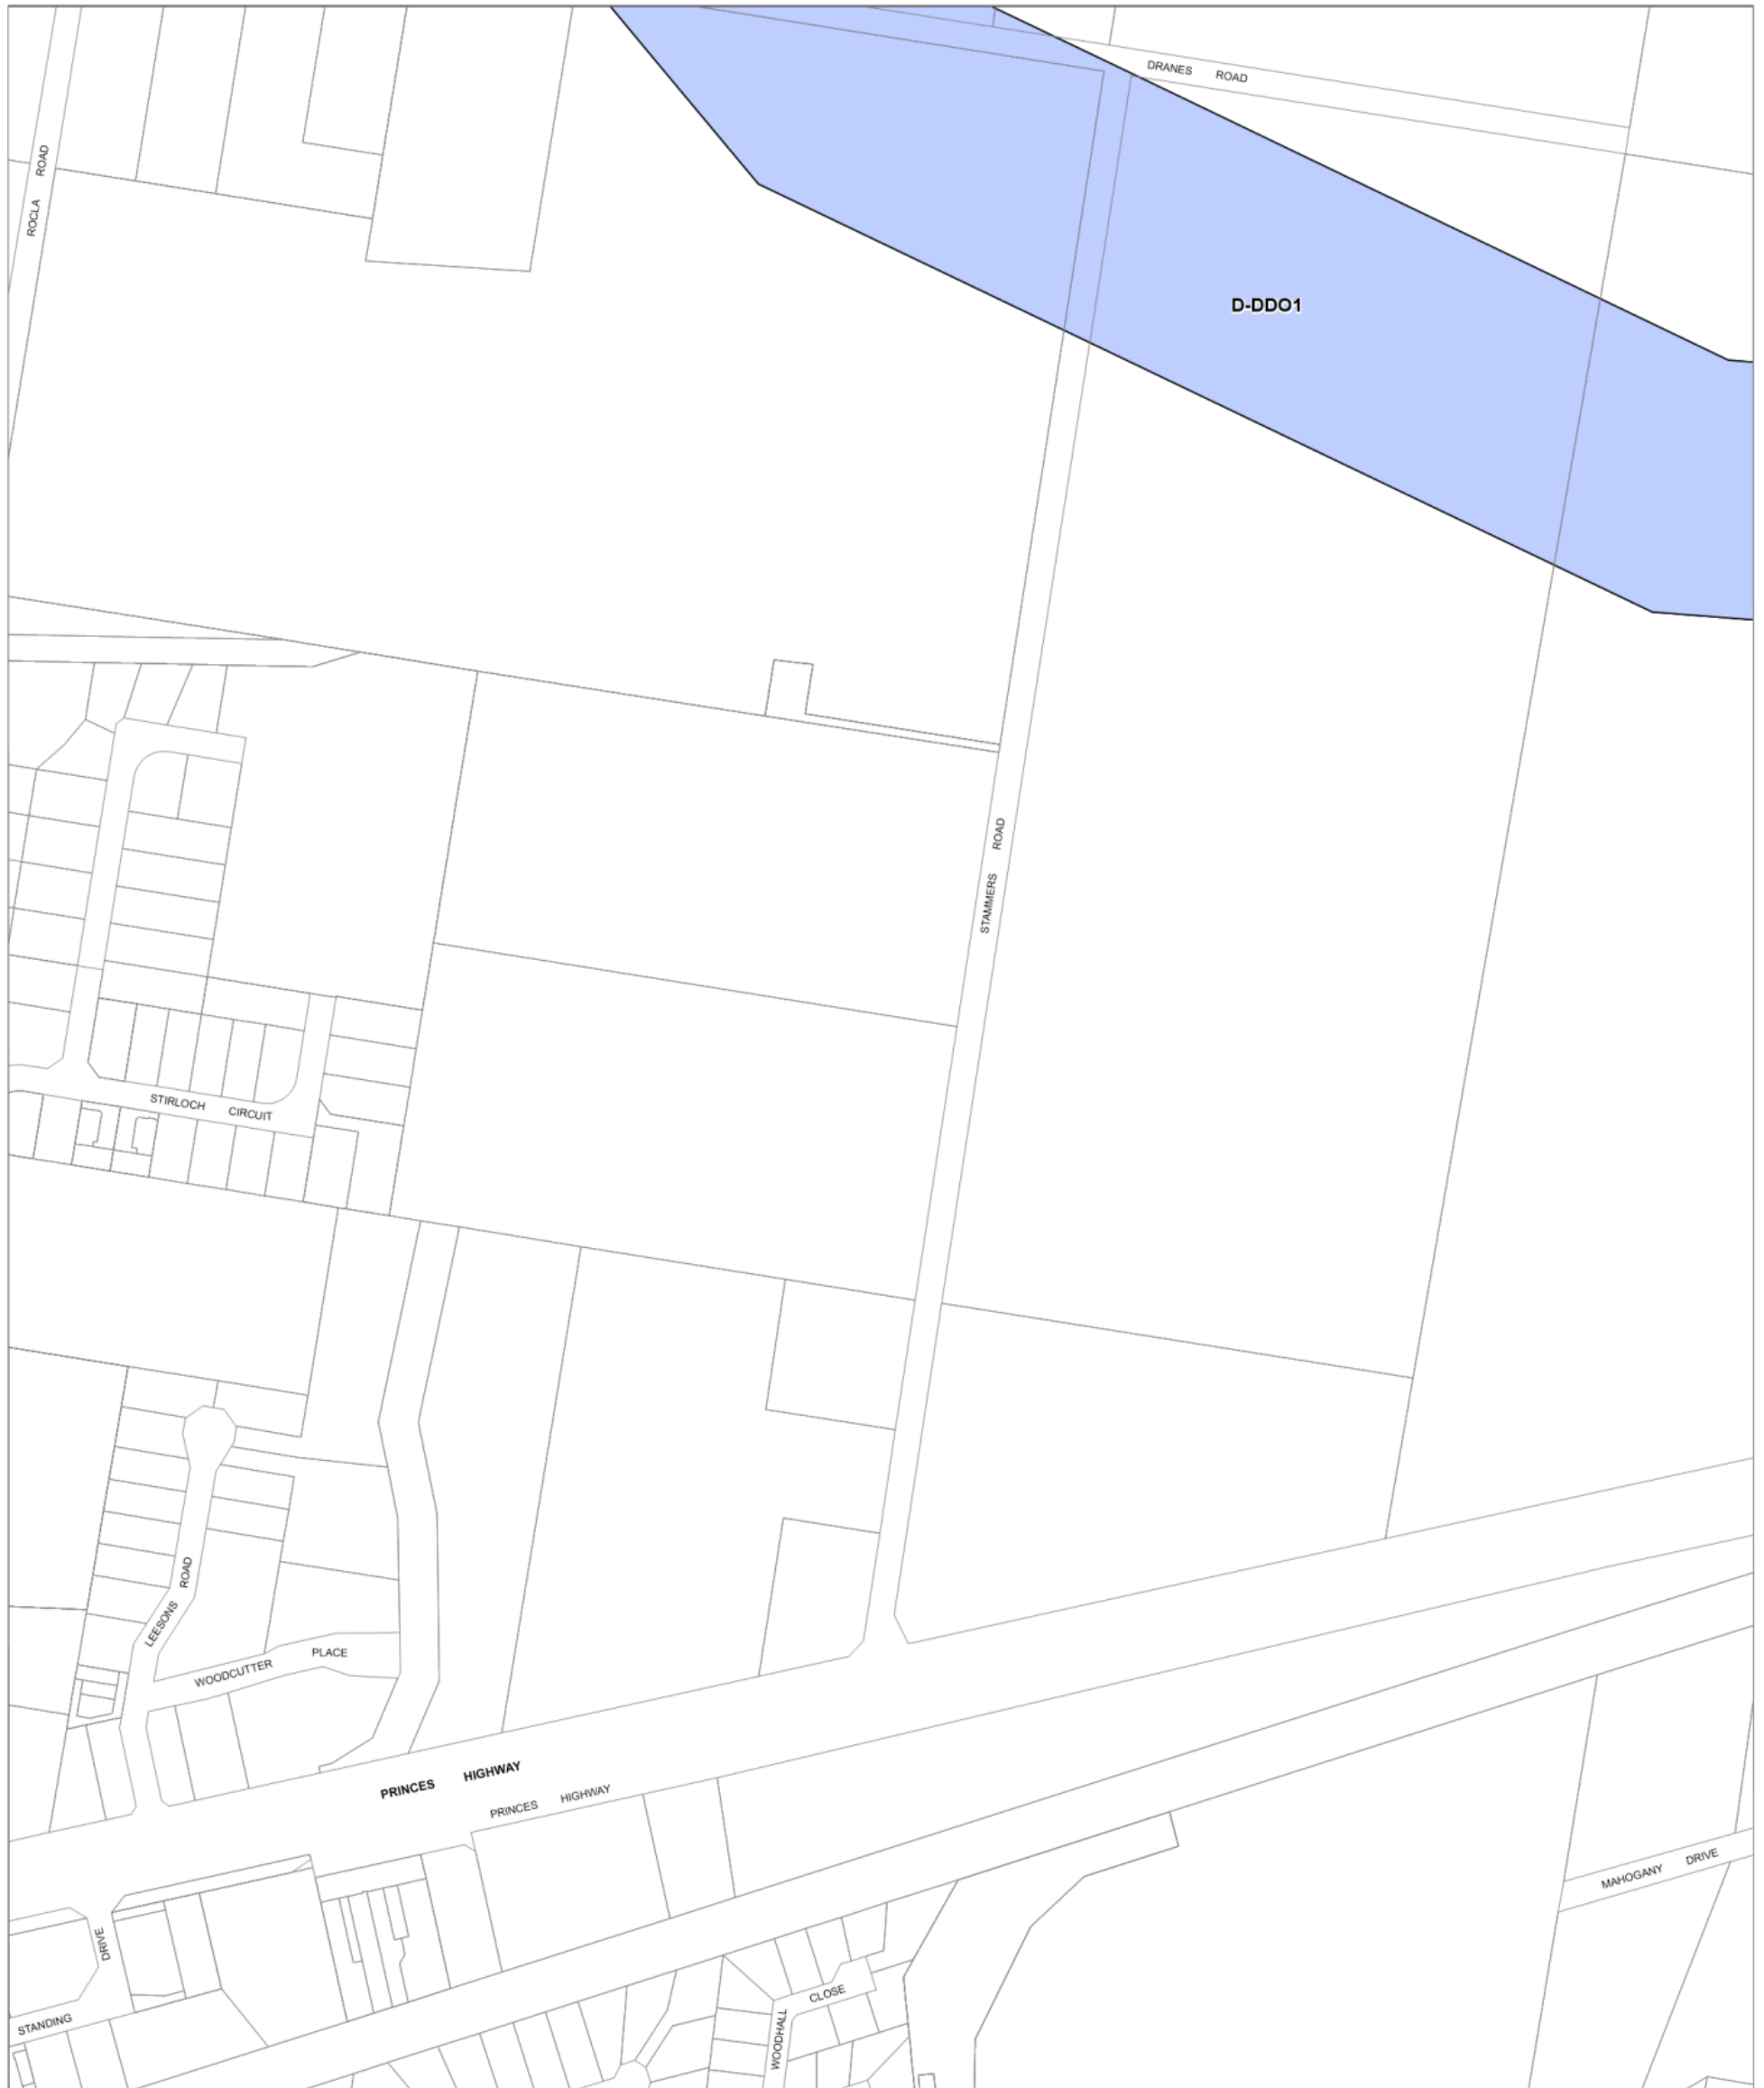 DRANES ROAD
ROCLA ROAD
D-DDO1
STAMMERS ROAD
STIRLOCH CIRCUIT
LEESONS ROAD
WOODCUTTER PLACE
PRINCES HIGHWAY
PRINCES HIGHWAY
MAHOGANY DRIVE
DRIVE
STANDING
WOODHALL CLOSE